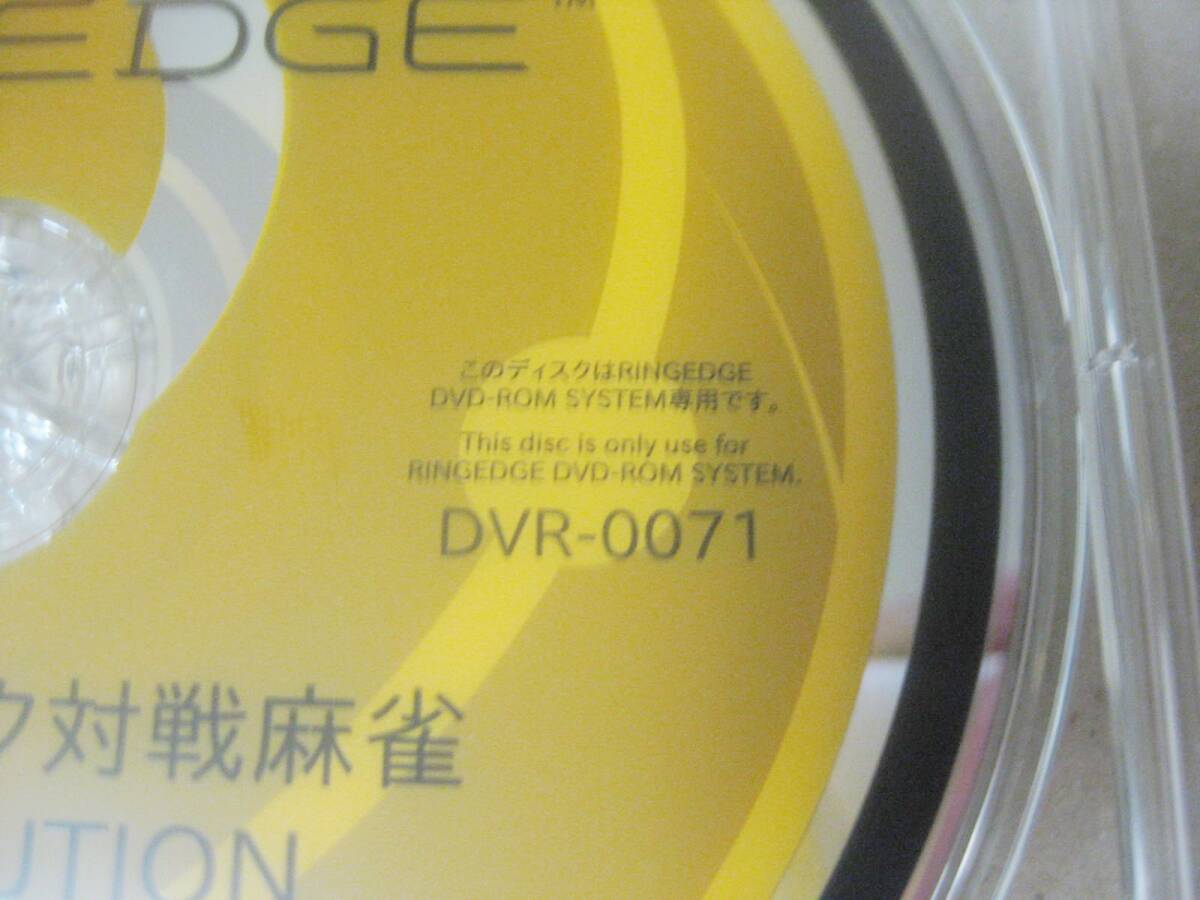 EDGE™
このディスクはRINGEDGE
DVD-ROM SYSTEM専用です。
This disc is only use for
RINGEDGE DVD-ROM SYSTEM.
DVR-0071
ク対戦麻雀
UTION